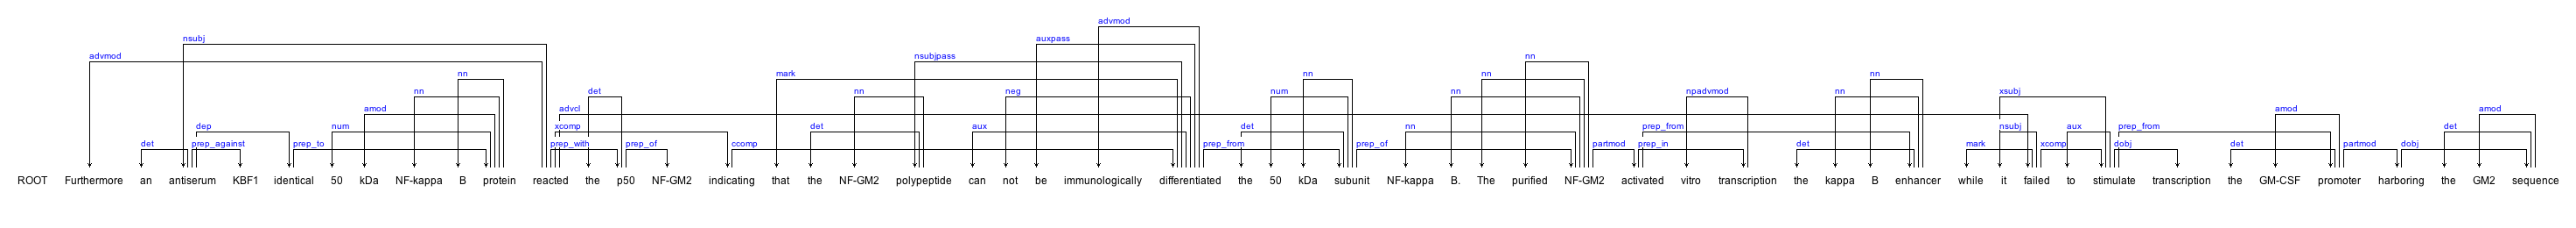 advmod
nsubj auxpass
advmod nsubjpass nn
nn mark nn nn nn
nn det nn neg num nn npadvmod nn xsubj
amod advcl amod amod
dep num xcomp det aux det nn prep_from nsubj aux prep_from det
det prep_against prep_to prep_with prep_of ccomp prep_from prep_of partmod prep_in det mark xcomp dobj det partmod dobj
ROOT Furthermore an antiserum KBF1 identical 50 kDa NF-kappa B protein reacted the p50 NF-GM2 indicating that the NF-GM2 polypeptide can not be immunologically differentiated the 50 kDa subunit NF-kappa B. The purified NF-GM2 activated vitro transcription the kappa B enhancer while it failed to stimulate transcription the GM-CSF promoter harboring the GM2 sequence